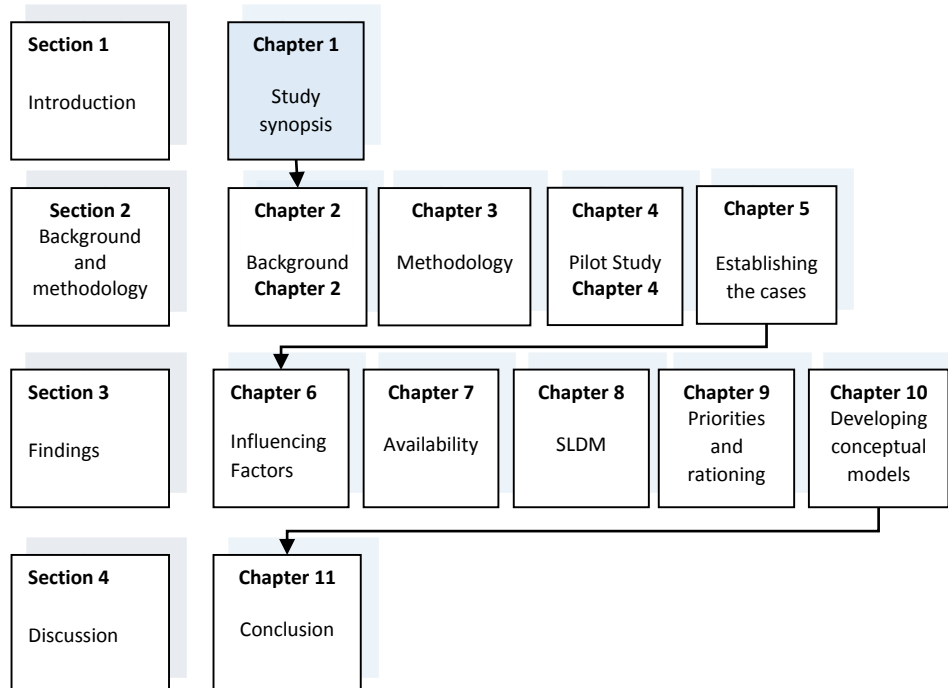 Section 1
Introduction
Chapter 1
Study
synopsis
Section 2
Background
and
methodology
Chapter 2
Background
Chapter 2
Chapter 3
Methodology
Chapter 4
Pilot Study
Chapter 4
Chapter 5
Establishing
the cases
Section 3
Findings
Chapter 6
Influencing
Factors
Chapter 7
Availability
Chapter 8
SLDM
Chapter 9
Priorities
and
rationing
Chapter 10
Developing
conceptual
models
Section 4
Discussion
Chapter 11
Conclusion